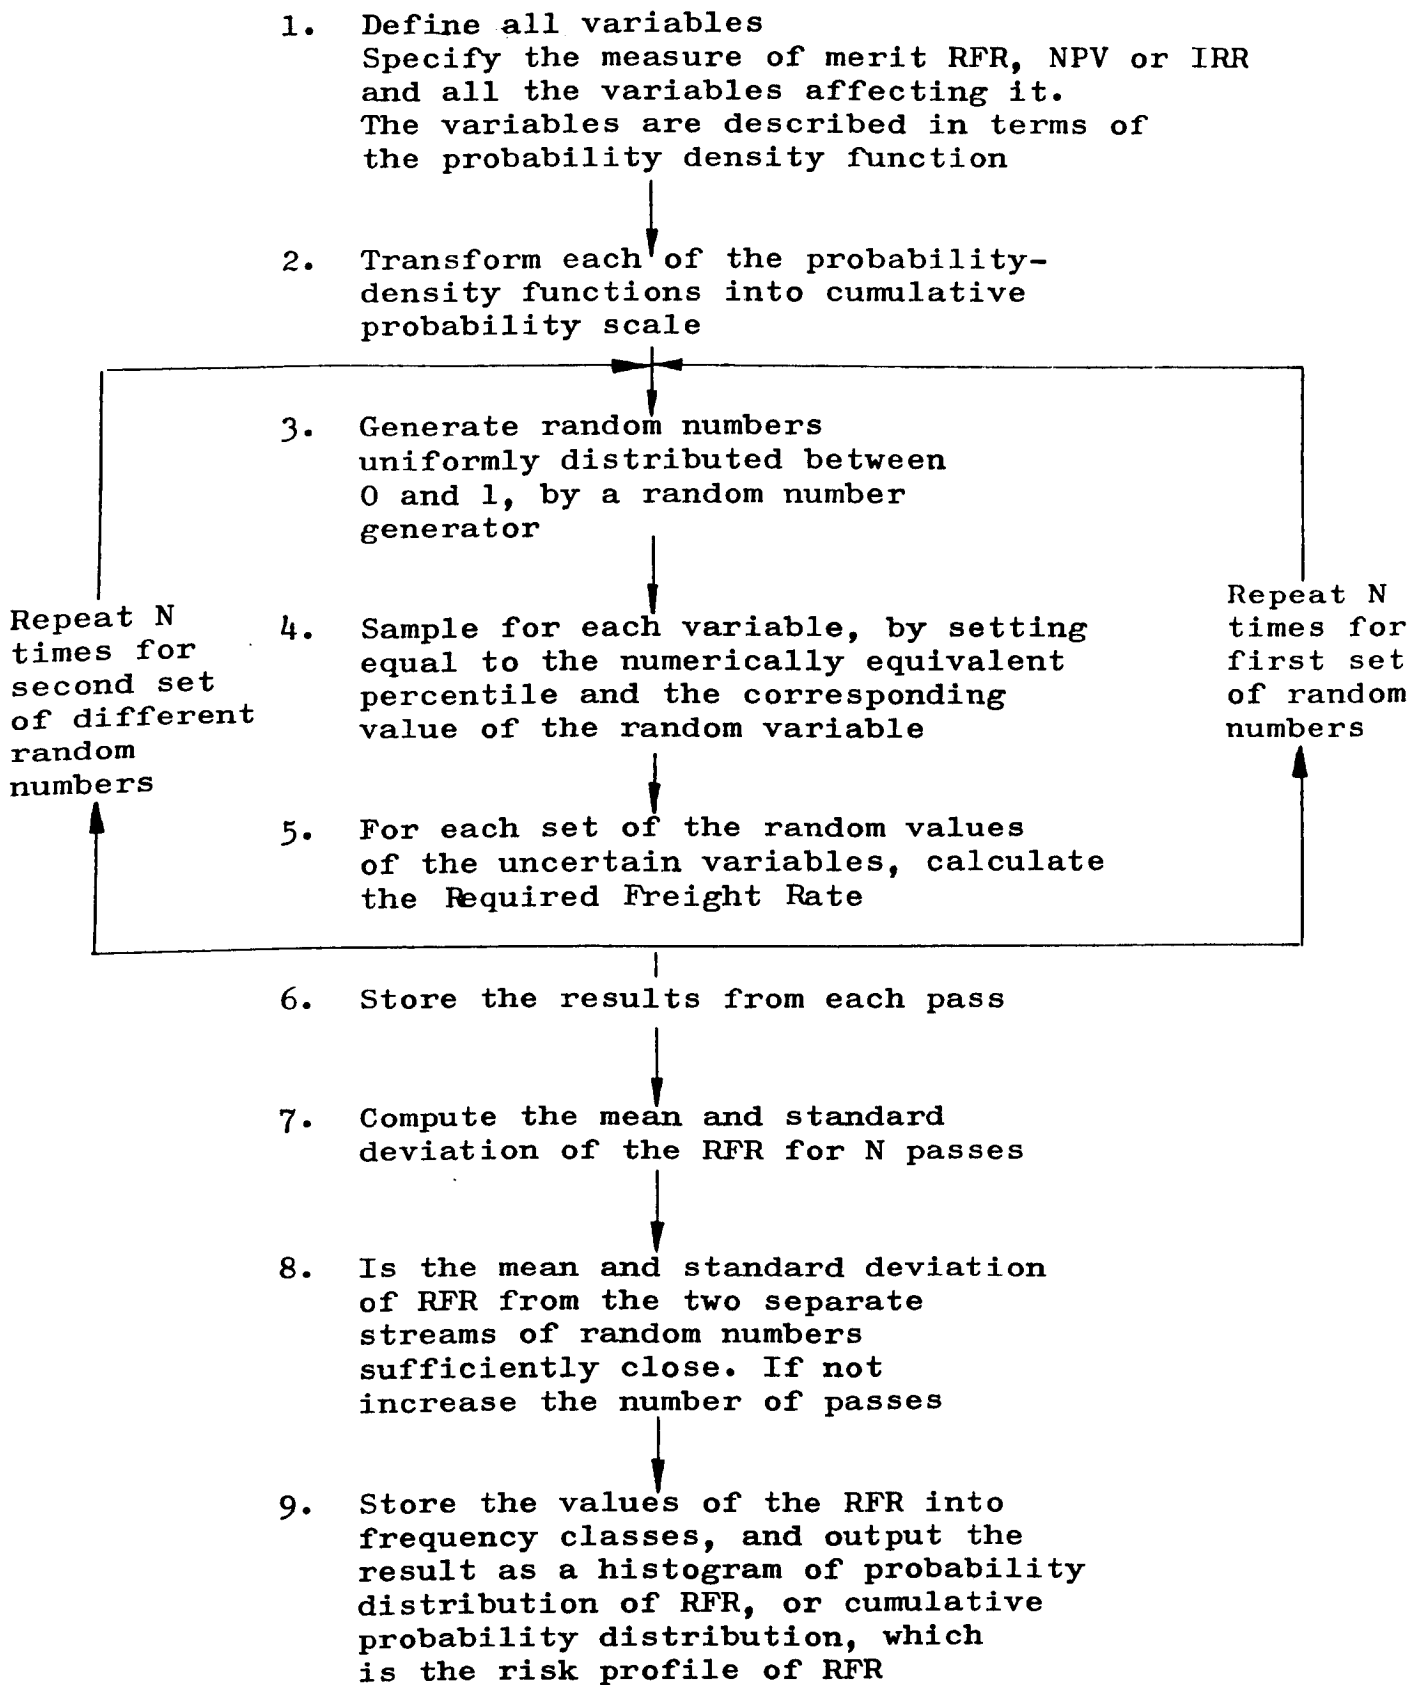 1. Define all variables
Specify the measure of merit RFR, NPV or IRR
and all the variables affecting it.
The variables are described in terms of
the probability density function
2. Transform each of the probability-
density functions into cumulative
probability scale
3. Generate random numbers
uniformly distributed between
0 and 1, by a random number
generator
Repeat N
times for
second set
of different
random
numbers
4. Sample for each variable, by setting
equal to the numerically equivalent
percentile and the corresponding
value of the random variable
Repeat N
times for
first set
of random
numbers
5. For each set of the random values
of the uncertain variables, calculate
the Required Freight Rate
6. Store the results from each pass
7. Compute the mean and standard
deviation of the RFR for N passes
8. Is the mean and standard deviation
of RFR from the two separate
streams of random numbers
sufficiently close. If not
increase the number of passes
9. Store the values of the RFR into
frequency classes, and output the
result as a histogram of probability
distribution of RFR, or cumulative
probability distribution, which
is the risk profile of RFR